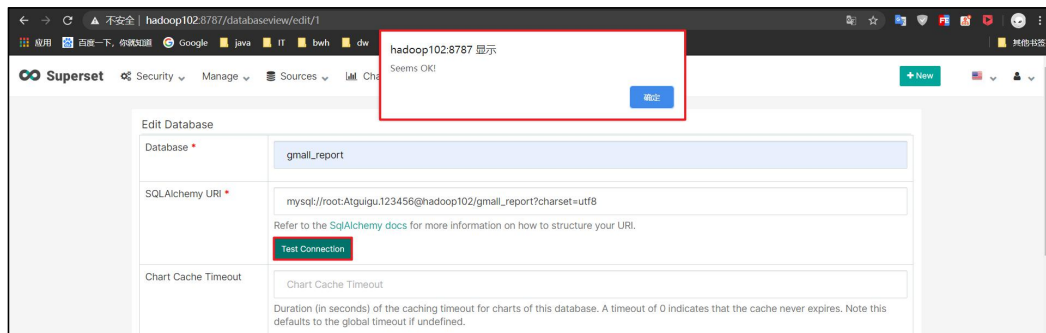 不安全 | hadoop102:8787/databaseview/edit/1
应用 百度一下，你就知道 Google java IT bwh dw 其他书签
hadoop102:8787 显示
Seems OK!
确定
Superset Security Manage Sources Cha + New
Edit Database
Database *
gmall_report
SQLAlchemy URI *
mysql://root:Atguigu.123456@hadoop102/gmall_report?charset=utf8
Refer to the SqlAlchemy docs for more information on how to structure your URI.
Test Connection
Chart Cache Timeout
Chart Cache Timeout
Duration (in seconds) of the caching timeout for charts of this database. A timeout of 0 indicates that the cache never expires. Note this
defaults to the global timeout if undefined.